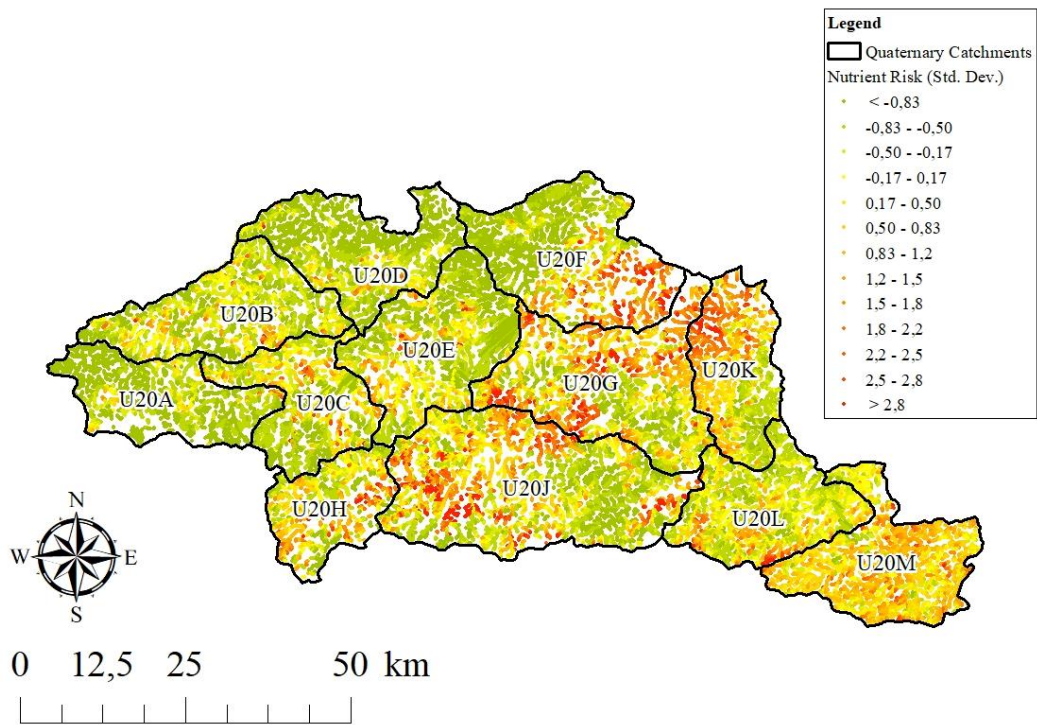 Legend
Quaternary Catchments
Nutrient Risk (Std. Dev.)
< -0,83
-0,83 - -0,50
-0,50 - -0,17
-0,17 - 0,17
0,17 - 0,50
0,50 - 0,83
0,83 - 1,2
1,2 - 1,5
1,5 - 1,8
1,8 - 2,2
2,2 - 2,5
2,5 - 2,8
> 2,8
U20D
U20F
U20B
U20E
U20A
U20C
U20G
U20K
U20H
U20J
U20L
U20M
N
W
E
S
0 12,5 25 50 km